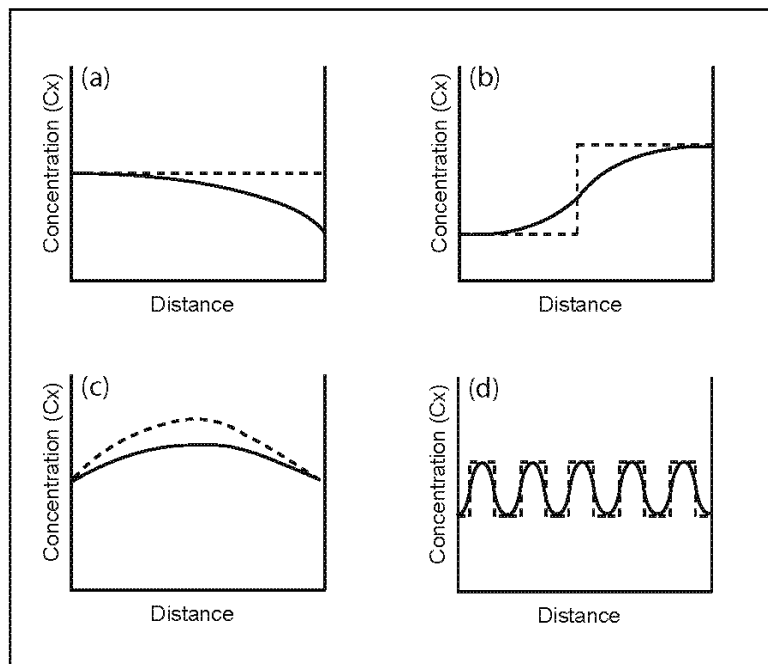 (a)
Concentration (Cx)
Distance
(b)
Concentration (Cx)
Distance
(c)
Concentration (Cx)
Distance
(d)
Concentration (Cx)
Distance